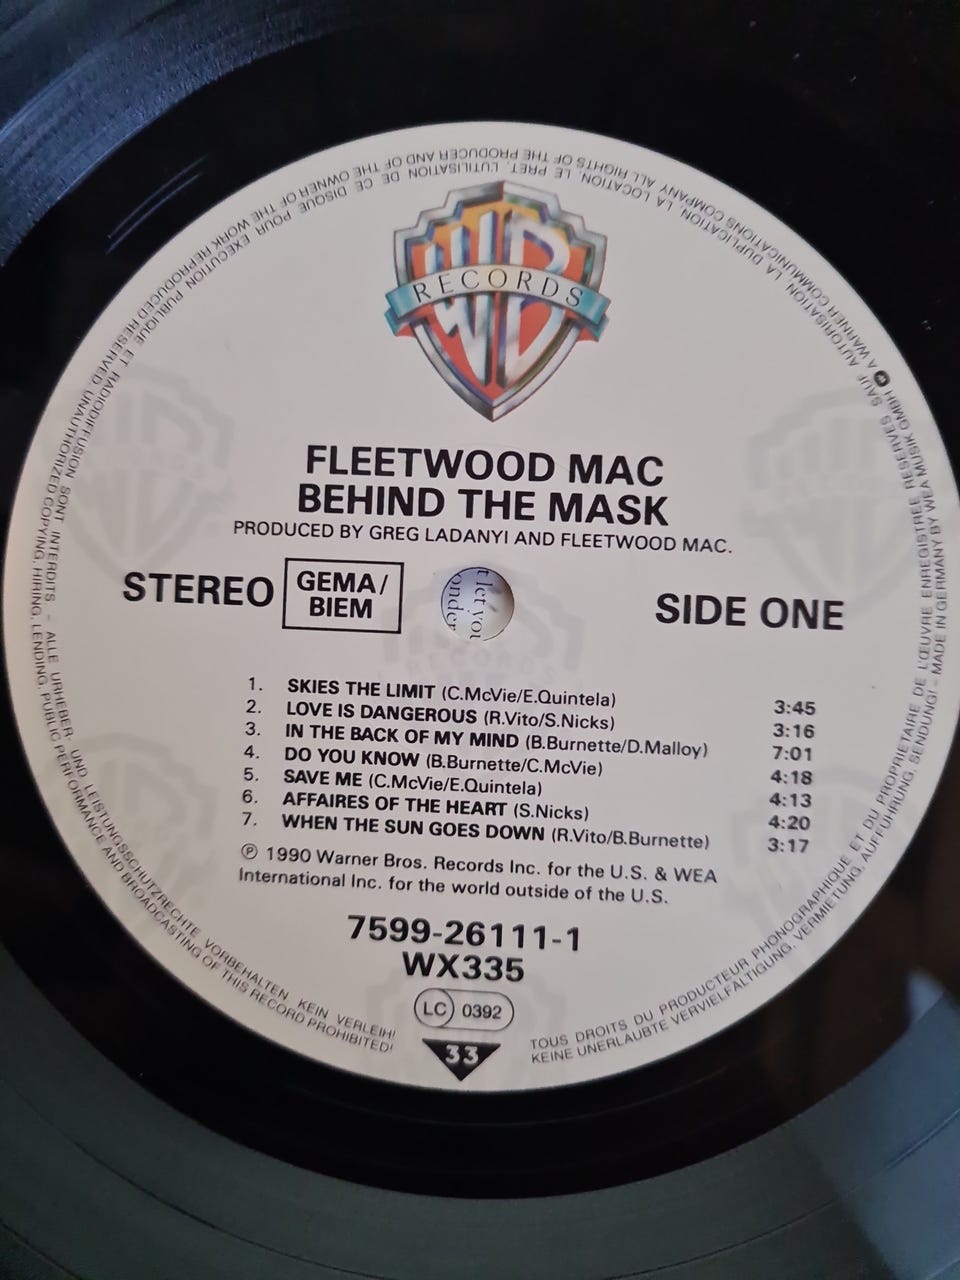 WB
RECORDS
FLEETWOOD MAC
BEHIND THE MASK
PRODUCED BY GREG LADANYI AND FLEETWOOD MAC.
STEREO GEMA/
BIEM
t let you
onder
SIDE ONE
1. SKIES THE LIMIT (C.McVie/E.Quintela) 3:45
2. LOVE IS DANGEROUS (R.Vito/S.Nicks) 3:16
3. IN THE BACK OF MY MIND (B.Burnette/D.Malloy) 7:01
4. DO YOU KNOW (B.Burnette/C.McVie) 4:18
5. SAVE ME (C.McVie/E.Quintela) 4:13
6. AFFAIRES OF THE HEART (S.Nicks) 4:20
7. WHEN THE SUN GOES DOWN (R.Vito/B.Burnette) 3:17
℗ 1990 Warner Bros. Records Inc. for the U.S. & WEA
International Inc. for the world outside of the U.S.
7599-26111-1
WX335
LC 0392
33
TOUS DROITS DU PRODUCTEUR PHONOGRAPHIQUE ET DU PROPRIETAIRE DE L'ŒUVRE ENREGISTREE RESERVES. SAUF AUTORISATION, LA DUPLICATION, LA LOCATION, LE PRET, L'UTILISATION DE CE DISQUE POUR EXECUTION PUBLIQUE ET RADIODIFFUSION SONT INTERDITS – ALLE URHEBER- UND LEISTUNGSSCHUTZRECHTE VORBEHALTEN KEIN VERLEIH!
KEINE UNERLAUBTE VERVIELFÄLTIGUNG, VERMIETUNG, AUFFÜHRUNG, SENDUNG! – MADE IN GERMANY BY WEA MUSIK GMBH A WARNER COMMUNICATIONS COMPANY ALL RIGHTS OF THE PRODUCER AND OF THE OWNER OF THE WORK REPRODUCED RESERVED. UNAUTHORIZED COPYING, HIRING, LENDING, PUBLIC PERFORMANCE AND BROADCASTING OF THIS RECORD PROHIBITED!